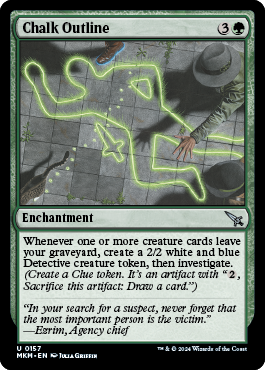 Chalk Outline 3
Enchantment
Whenever one or more creature cards leave
your graveyard, create a 2/2 white and blue
Detective creature token, then investigate.
(Create a Clue token. It's an artifact with “2,
Sacrifice this artifact: Draw a card.”)
“In your search for a suspect, never forget that
the most important person is the victim.”
—Ezrim, Agency chief
U 0157
MKM • EN Julia Griffin
™ & © 2024 Wizards of the Coast